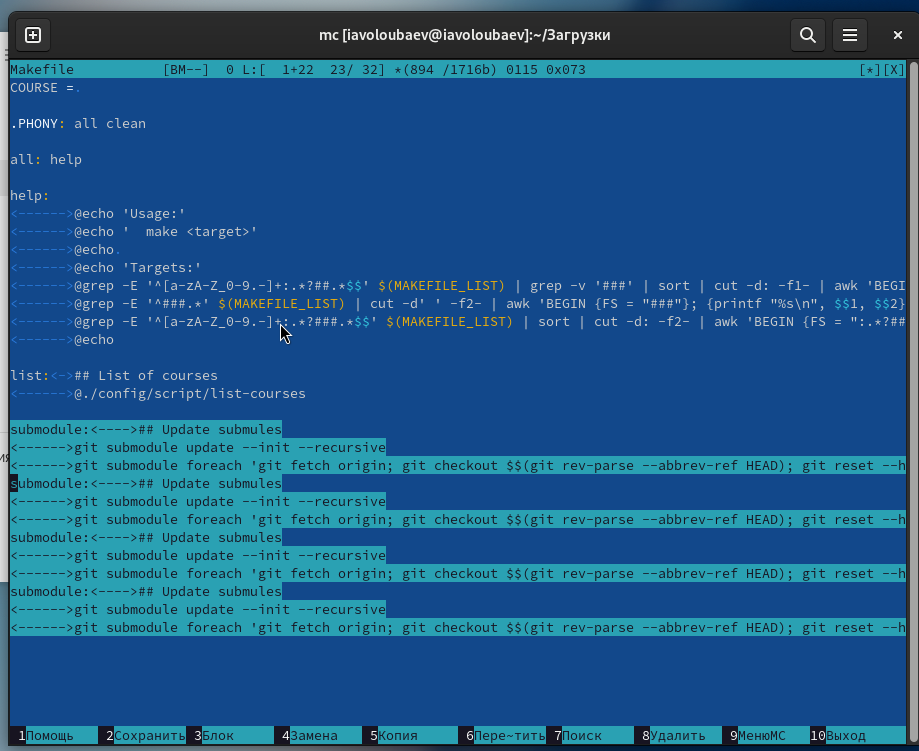 mc [iavoloubaev@iavoloubaev]:~/Загрузки
Makefile [BM--] 0 L:[ 1+22 23/ 32] *(894 /1716b) 0115 0x073 [*][X]
COURSE =.
.PHONY: all clean
all: help
help:
<------>@echo 'Usage:'
<------>@echo ' make <target>'
<------>@echo.
<------>@echo 'Targets:'
<------>@grep -E '^[a-zA-Z_0-9.-]+:.*?##.*$$' $(MAKEFILE_LIST) | grep -v '###' | sort | cut -d: -f1- | awk 'BEGI
<------>@grep -E '^###.*' $(MAKEFILE_LIST) | cut -d' ' -f2- | awk 'BEGIN {FS = "###"}; {printf "%s\n", $$1, $$2}
<------>@grep -E '^[a-zA-Z_0-9.-]+:.*?###.*$$' $(MAKEFILE_LIST) | sort | cut -d: -f2- | awk 'BEGIN {FS = ":.*?##
<------>@echo
list:<->## List of courses
<------>@./config/script/list-courses
submodule:<---->## Update submules
<------>git submodule update --init --recursive
<------>git submodule foreach 'git fetch origin; git checkout $$(git rev-parse --abbrev-ref HEAD); git reset --h
submodule:<---->## Update submules
<------>git submodule update --init --recursive
<------>git submodule foreach 'git fetch origin; git checkout $$(git rev-parse --abbrev-ref HEAD); git reset --h
submodule:<---->## Update submules
<------>git submodule update --init --recursive
<------>git submodule foreach 'git fetch origin; git checkout $$(git rev-parse --abbrev-ref HEAD); git reset --h
submodule:<---->## Update submules
<------>git submodule update --init --recursive
<------>git submodule foreach 'git fetch origin; git checkout $$(git rev-parse --abbrev-ref HEAD); git reset --h
1Помощь 2Сохранить 3Блок 4Замена 5Копия 6Пере~тить 7Поиск 8Удалить 9МенюMC 10Выход